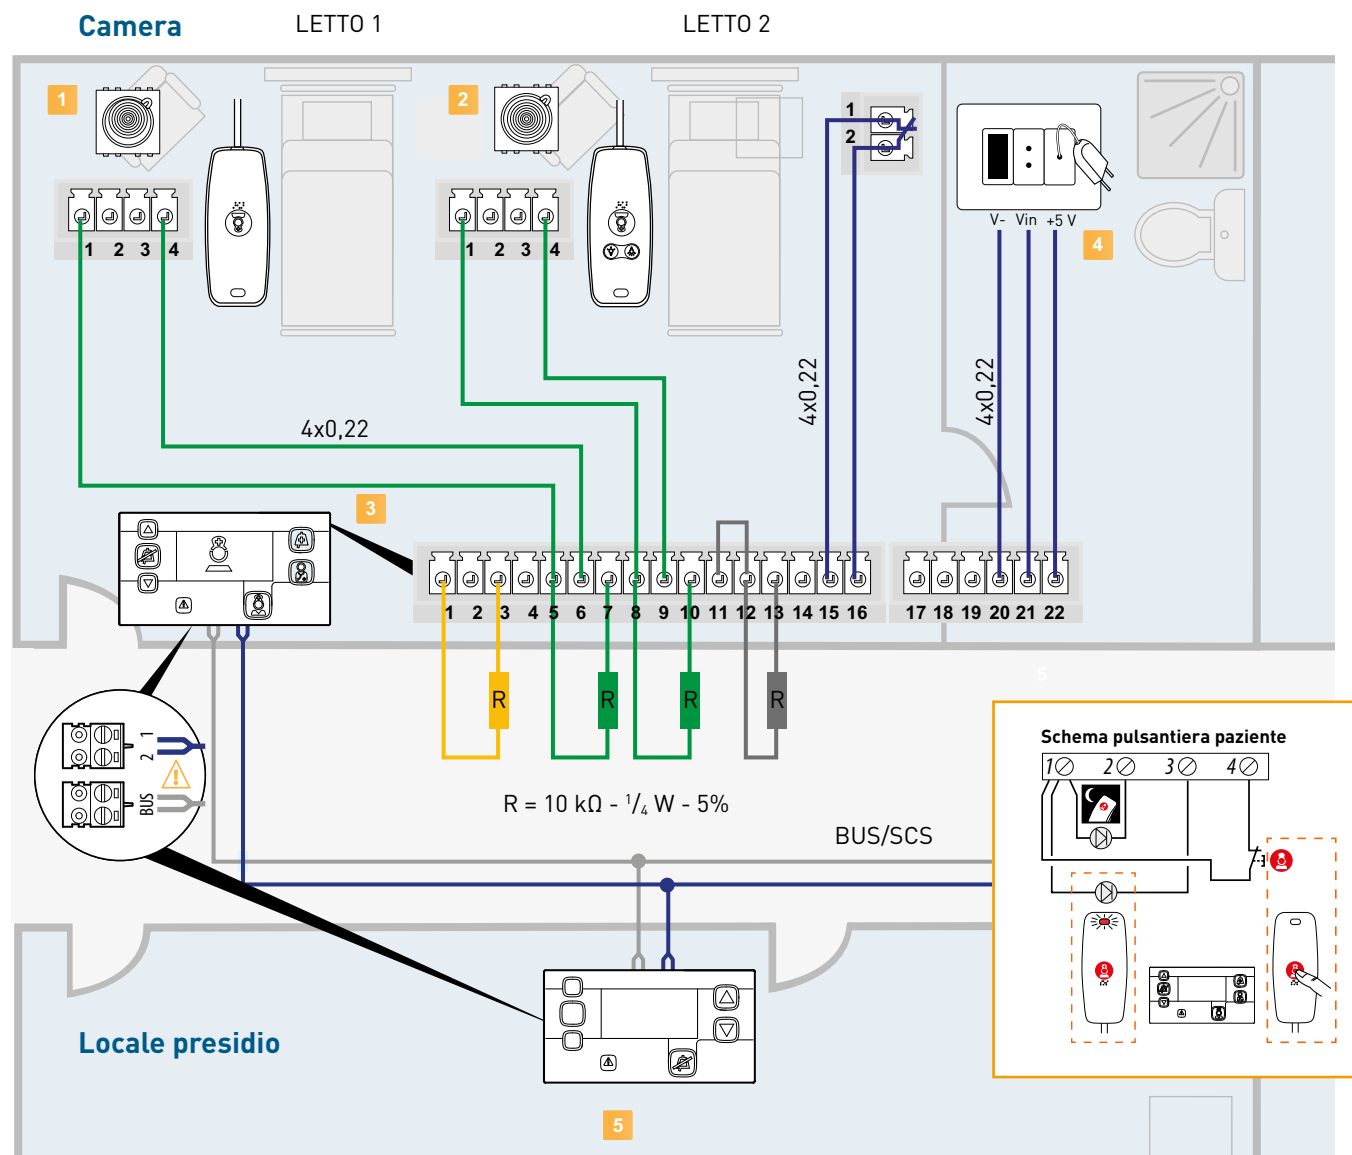 Camera
LETTO 1
LETTO 2
1
2
1
2
V- Vin +5 V
4
1 2 3 4
1 2 3 4
4x0,22
4x0,22
4x0,22
3
1 2 3 4 5 6 7 8 9 10 11 12 13 14 15 16
17 18 19 20 21 22
R
R
R
R
5
1
2
BUS
R = 10 kΩ - 1/4 W - 5%
BUS/SCS
Schema pulsantiera paziente
1 2 3 4
Locale presidio
5